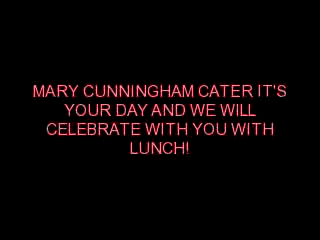 MARY CUNNINGHAM CATER IT'S
YOUR DAY AND WE WILL
CELEBRATE WITH YOU WITH
LUNCH!